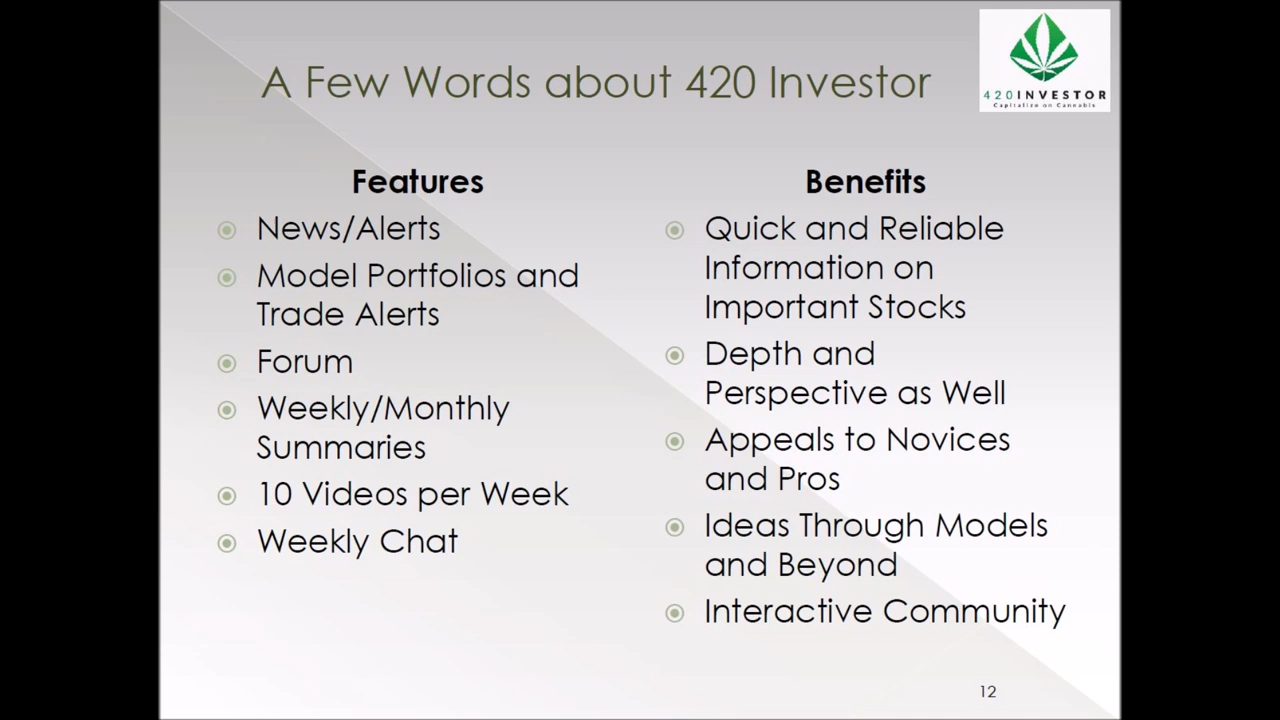 A Few Words about 420 Investor
420INVESTOR
Capitalize on Cannabis
Features
News/Alerts
Model Portfolios and
Trade Alerts
Forum
Weekly/Monthly
Summaries
10 Videos per Week
Weekly Chat
Benefits
Quick and Reliable
Information on
Important Stocks
Depth and
Perspective as Well
Appeals to Novices
and Pros
Ideas Through Models
and Beyond
Interactive Community
12